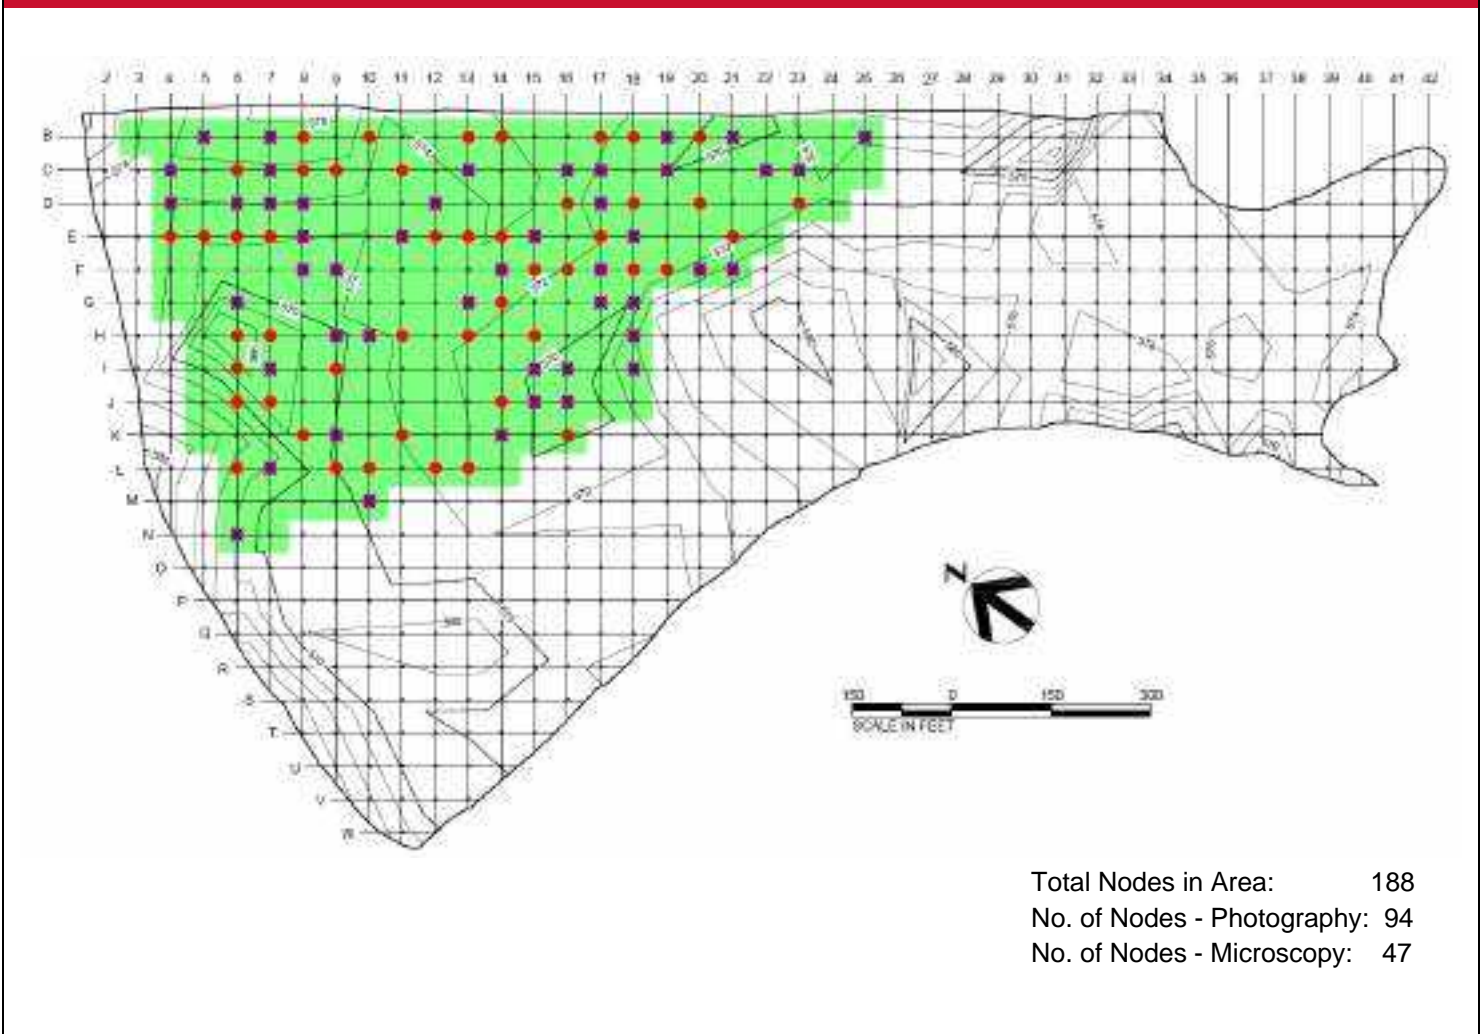 2 3 4 5 6 7 8 9 10 11 12 13 14 15 16 17 18 19 20 21 22 23 24 25 26 27 28 29 30 31 32 33 34 35 36 37 38 39 40 41 42
B
C
D
E
F
G
H
I
J
K
L
M
N
O
P
Q
R
S
T
U
V
W
N
150 0 150 300
SCALE IN FEET
Total Nodes in Area: 188
No. of Nodes - Photography: 94
No. of Nodes - Microscopy: 47